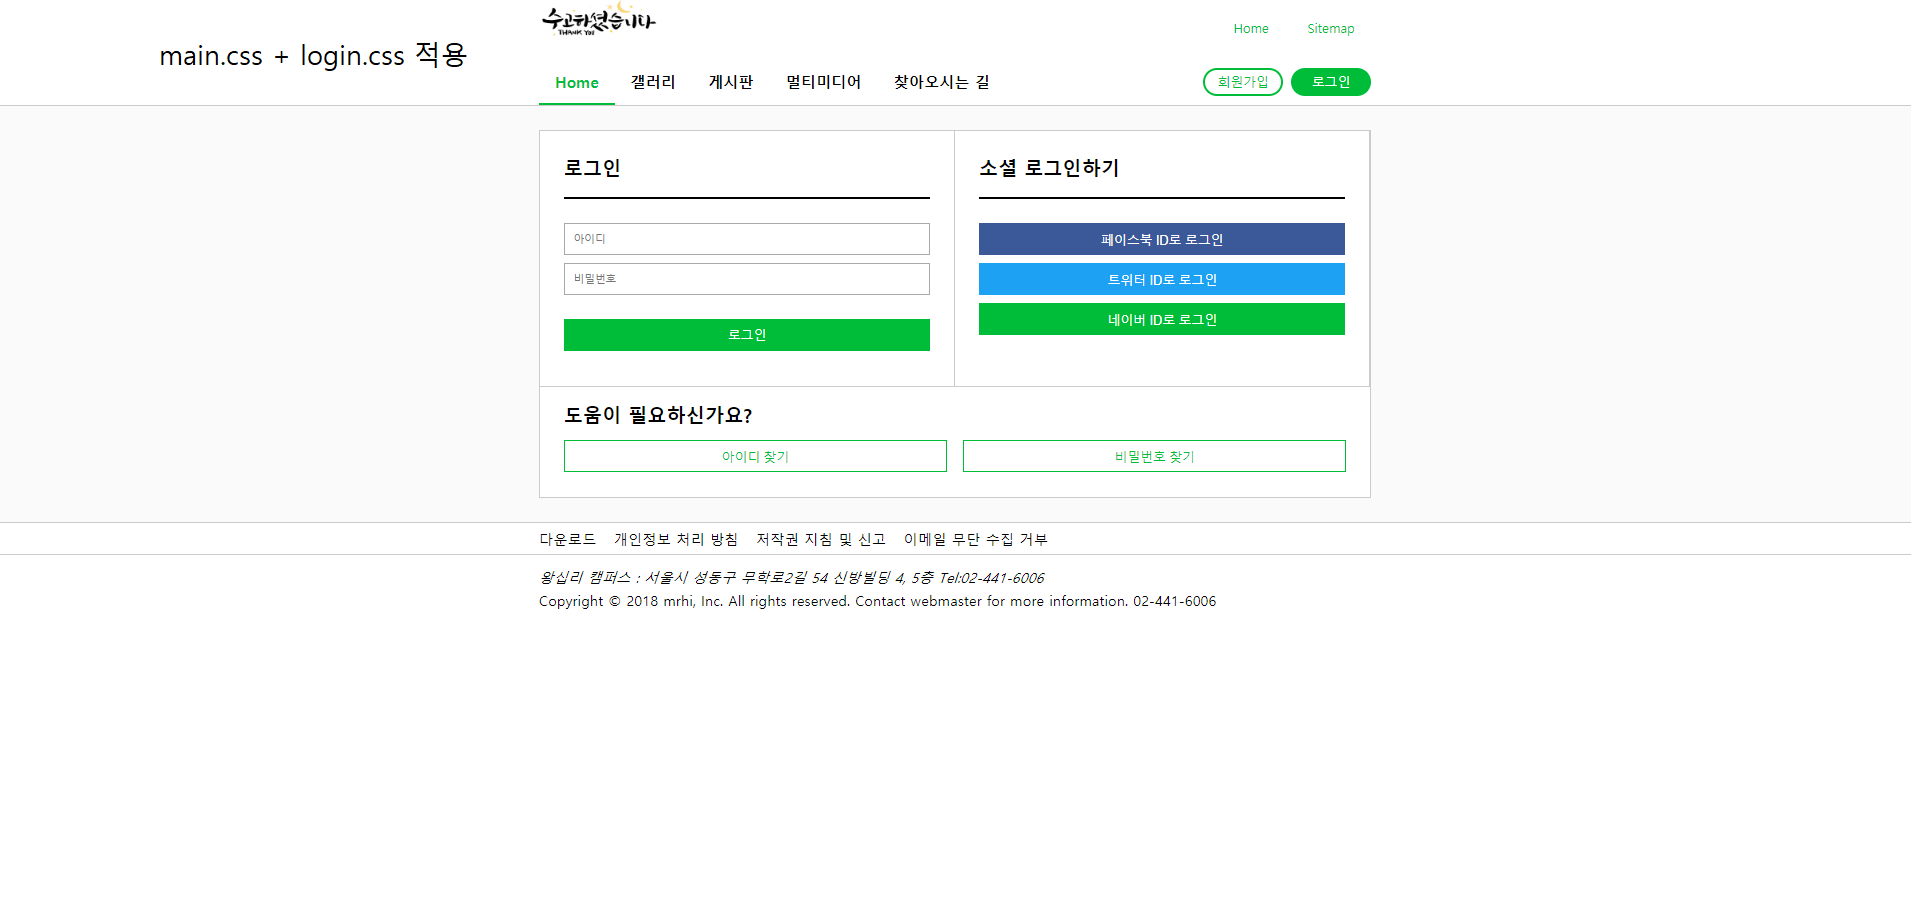 수고하셨습니다
THANK YOU
Home Sitemap
main.css + login.css 적용
Home 갤러리 게시판 멀티미디어 찾아오시는 길 회원가입 로그인
로그인
아이디
비밀번호
로그인
소셜 로그인하기
페이스북 ID로 로그인
트위터 ID로 로그인
네이버 ID로 로그인
도움이 필요하신가요?
아이디 찾기 비밀번호 찾기
다운로드 개인정보 처리 방침 저작권 지침 및 신고 이메일 무단 수집 거부
왕십리 캠퍼스 : 서울시 성동구 무학로2길 54 신방빌딩 4, 5층 Tel:02-441-6006
Copyright © 2018 mrhi, Inc. All rights reserved. Contact webmaster for more information. 02-441-6006